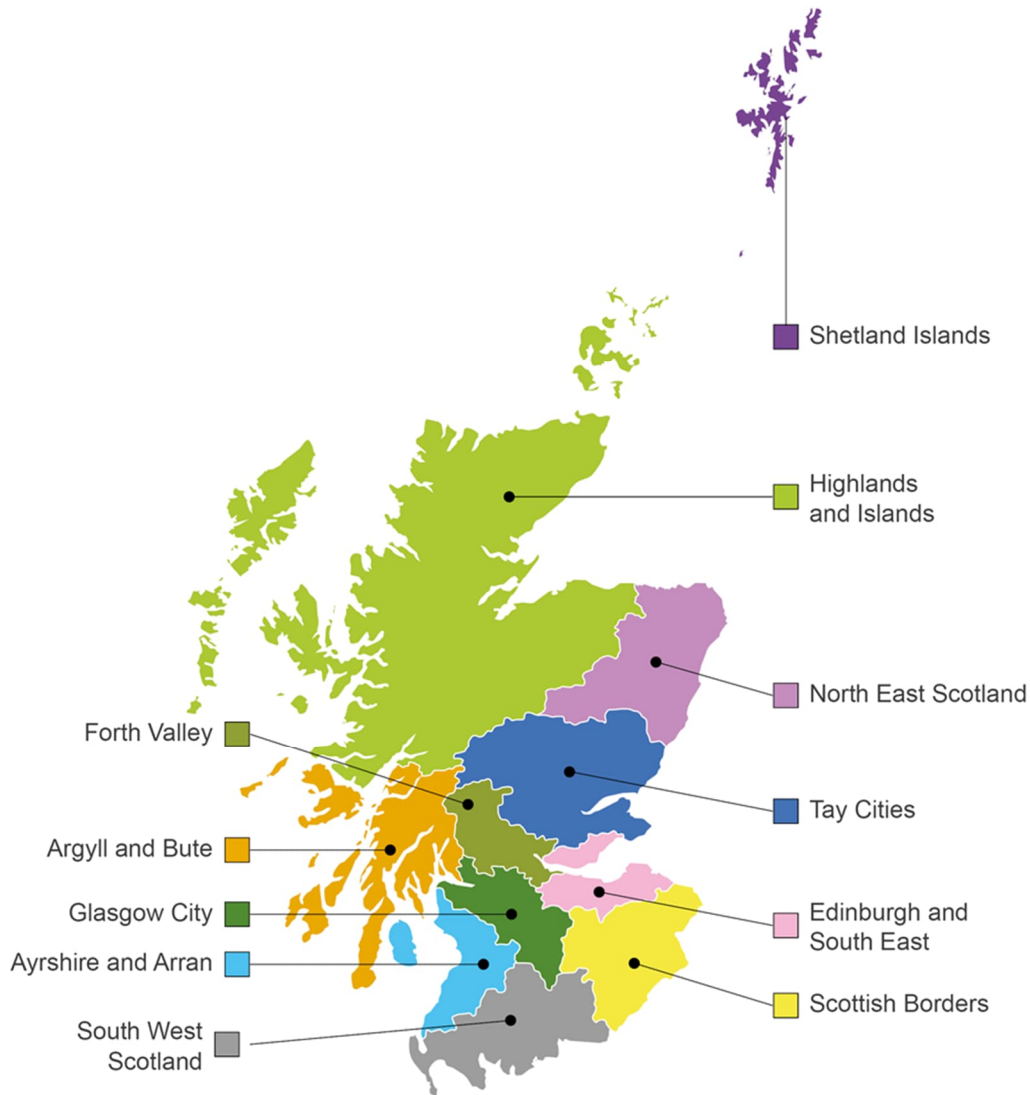 Shetland Islands
Highlands
and Islands
North East Scotland
Forth Valley
Tay Cities
Argyll and Bute
Glasgow City
Edinburgh and
South East
Ayrshire and Arran
Scottish Borders
South West
Scotland